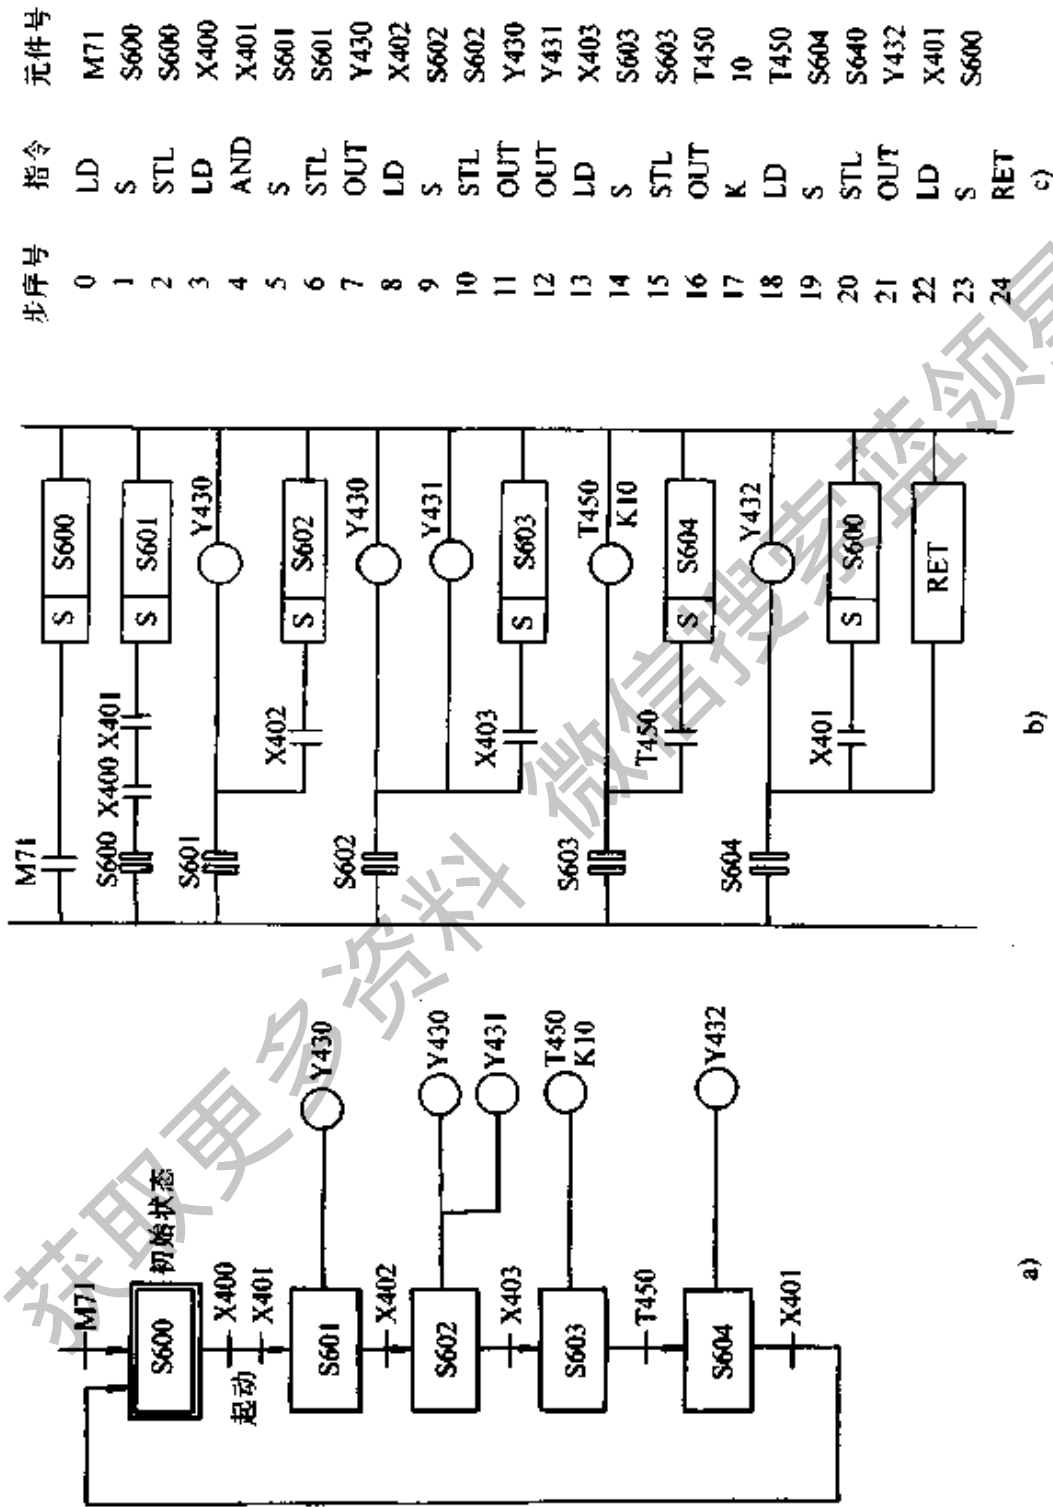 M71
S600
初始状态
起动
X400
X401
S601
Y430
X402
S602
Y430
Y431
X403
S603
T450
K10
T450
S604
Y432
X401
a)
M71
S S600
S600 X400 X401
S S601
S601
Y430
X402
S S602
S602
Y430
Y431
X403
S S603
S603
T450
K10
T450
S S604
S604
Y432
X401
S S600
RET
b)
步序号 指令 元件号
0 LD M71
1 S S600
2 STL S600
3 LD X400
4 AND X401
5 S S601
6 STL S601
7 OUT Y430
8 LD X402
9 S S602
10 STL S602
11 OUT Y430
12 OUT Y431
13 LD X403
14 S S603
15 STL S603
16 OUT T450
17 K 10
18 LD T450
19 S S604
20 STL S640
21 OUT Y432
22 LD X401
23 S S600
24 RET
c)
获取更多资料 微信搜索蓝领星